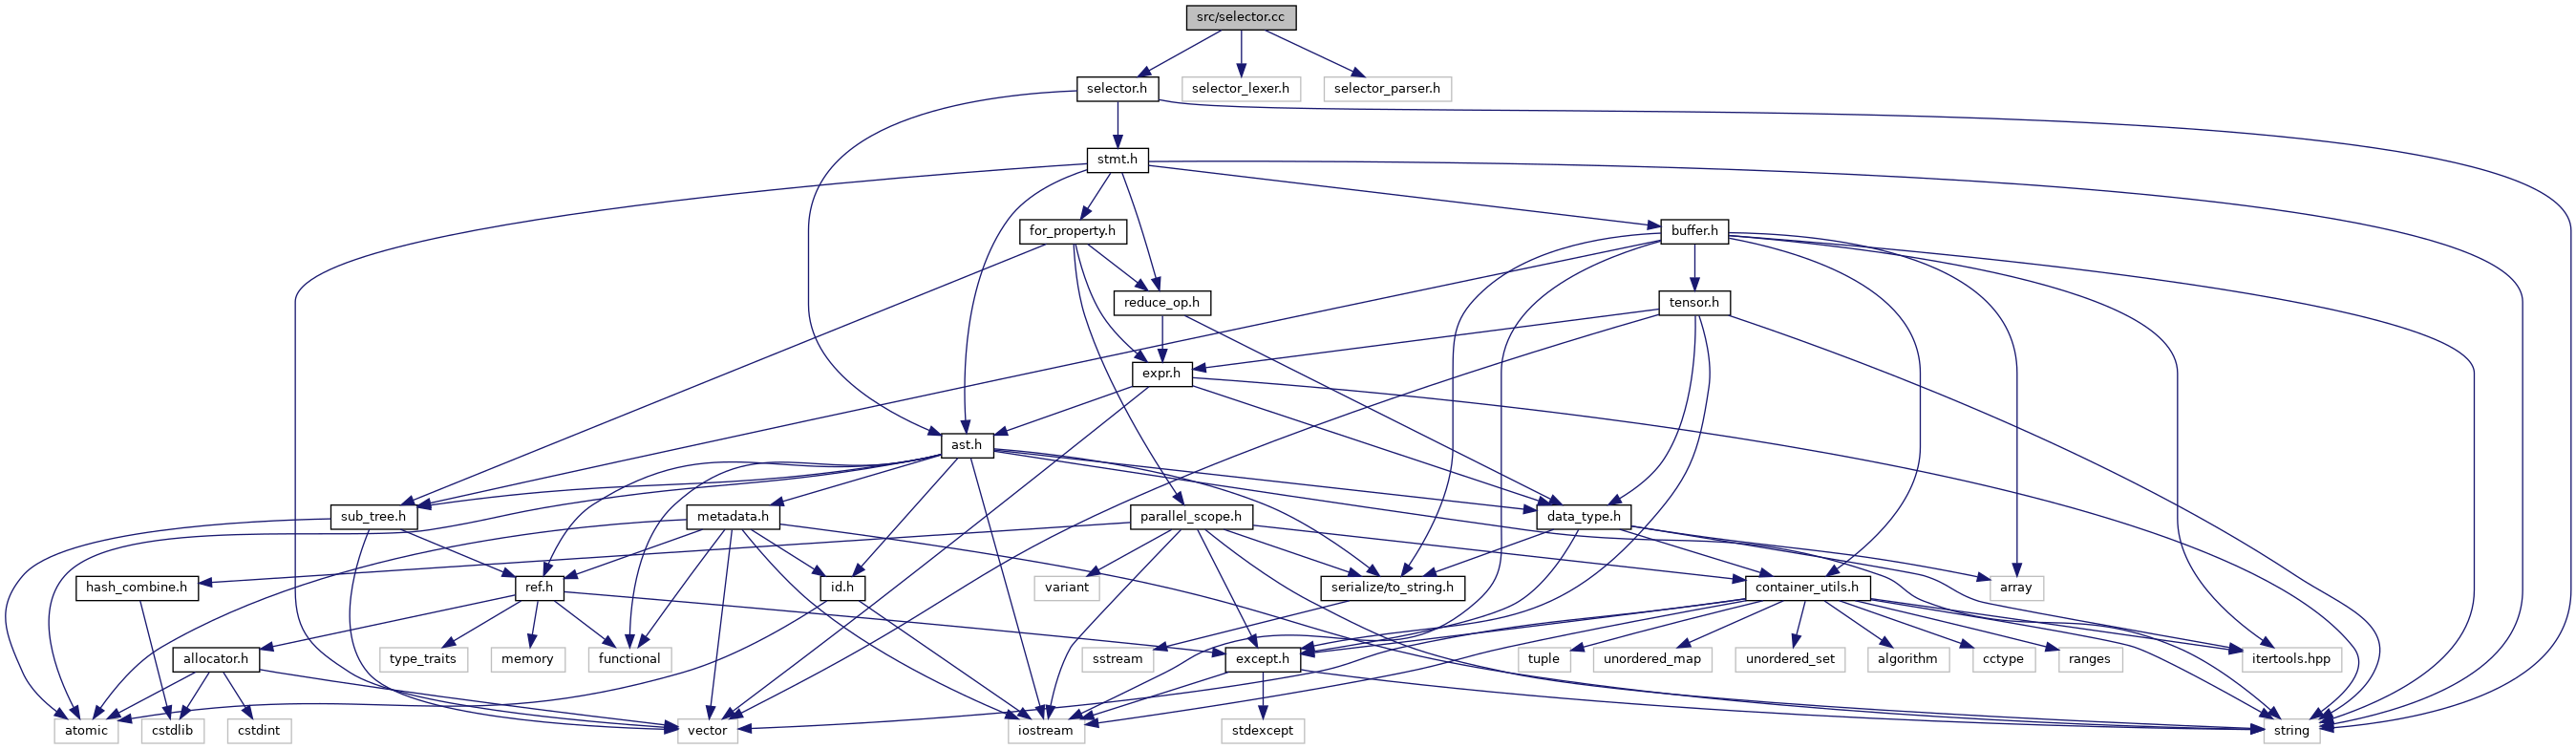 src/selector.cc
selector.h
selector_lexer.h
selector_parser.h
stmt.h
for_property.h
buffer.h
reduce_op.h
tensor.h
expr.h
ast.h
sub_tree.h
metadata.h
parallel_scope.h
data_type.h
hash_combine.h
ref.h
id.h
variant
serialize/to_string.h
container_utils.h
array
allocator.h
type_traits
memory
functional
sstream
except.h
tuple
unordered_map
unordered_set
algorithm
cctype
ranges
itertools.hpp
atomic
cstdlib
cstdint
vector
iostream
stdexcept
string